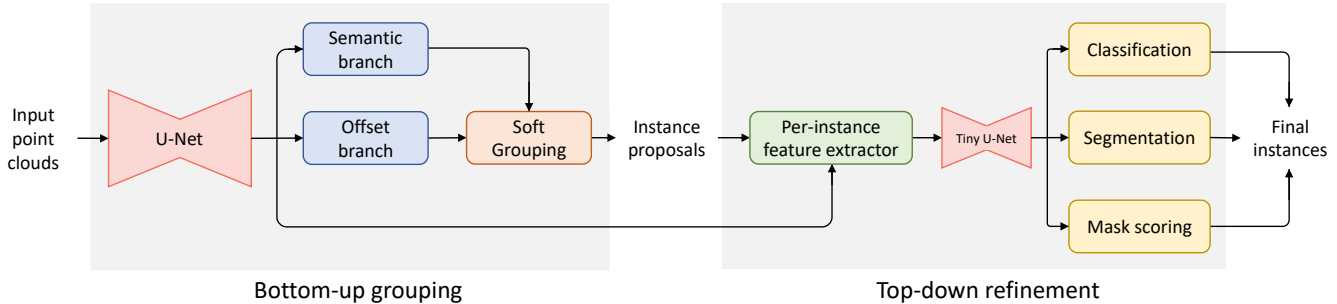 Input
point
clouds
U-Net
Semantic
branch
Offset
branch
Soft
Grouping
Instance
proposals
Per-instance
feature extractor
Tiny U-Net
Classification
Segmentation
Mask scoring
Final
instances
Bottom-up grouping
Top-down refinement